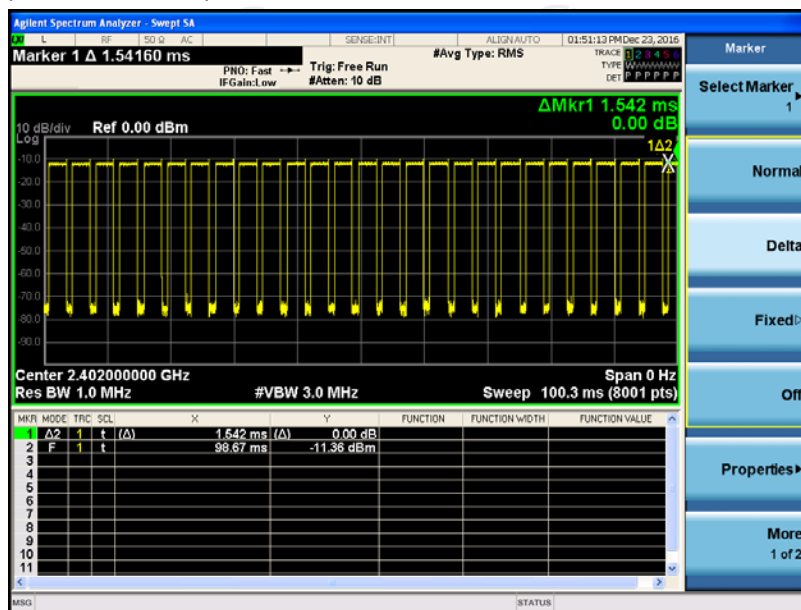 Agilent Spectrum Analyzer - Swept SA
L RF 50 Ω AC SENSE:INT ALIGN AUTO 01:51:13 PM Dec 23, 2016
Marker 1 Δ 1.54160 ms
PNO: Fast
IFGain:Low
Trig: Free Run
#Atten: 10 dB
#Avg Type: RMS
TRACE 1 2 3 4 5 6
TYPE WWWWWW
DET P P P P P P
ΔMkr1 1.542 ms
0.00 dB
10 dB/div Ref 0.00 dBm
Log
1Δ2
-10.0
-20.0
-30.0
-40.0
-50.0
-60.0
-70.0
-80.0
-90.0
Center 2.402000000 GHz Span 0 Hz
Res BW 1.0 MHz #VBW 3.0 MHz Sweep 100.3 ms (8001 pts)
MKR MODE TRC SCL X Y FUNCTION FUNCTION WIDTH FUNCTION VALUE
1 Δ2 1 t (Δ) 1.542 ms (Δ) 0.00 dB
2 F 1 t 98.67 ms -11.36 dBm
3
4
5
6
7
8
9
10
11
MSG STATUS
Marker
Select Marker
1
Normal
Delta
Fixed
Off
Properties
More
1 of 2